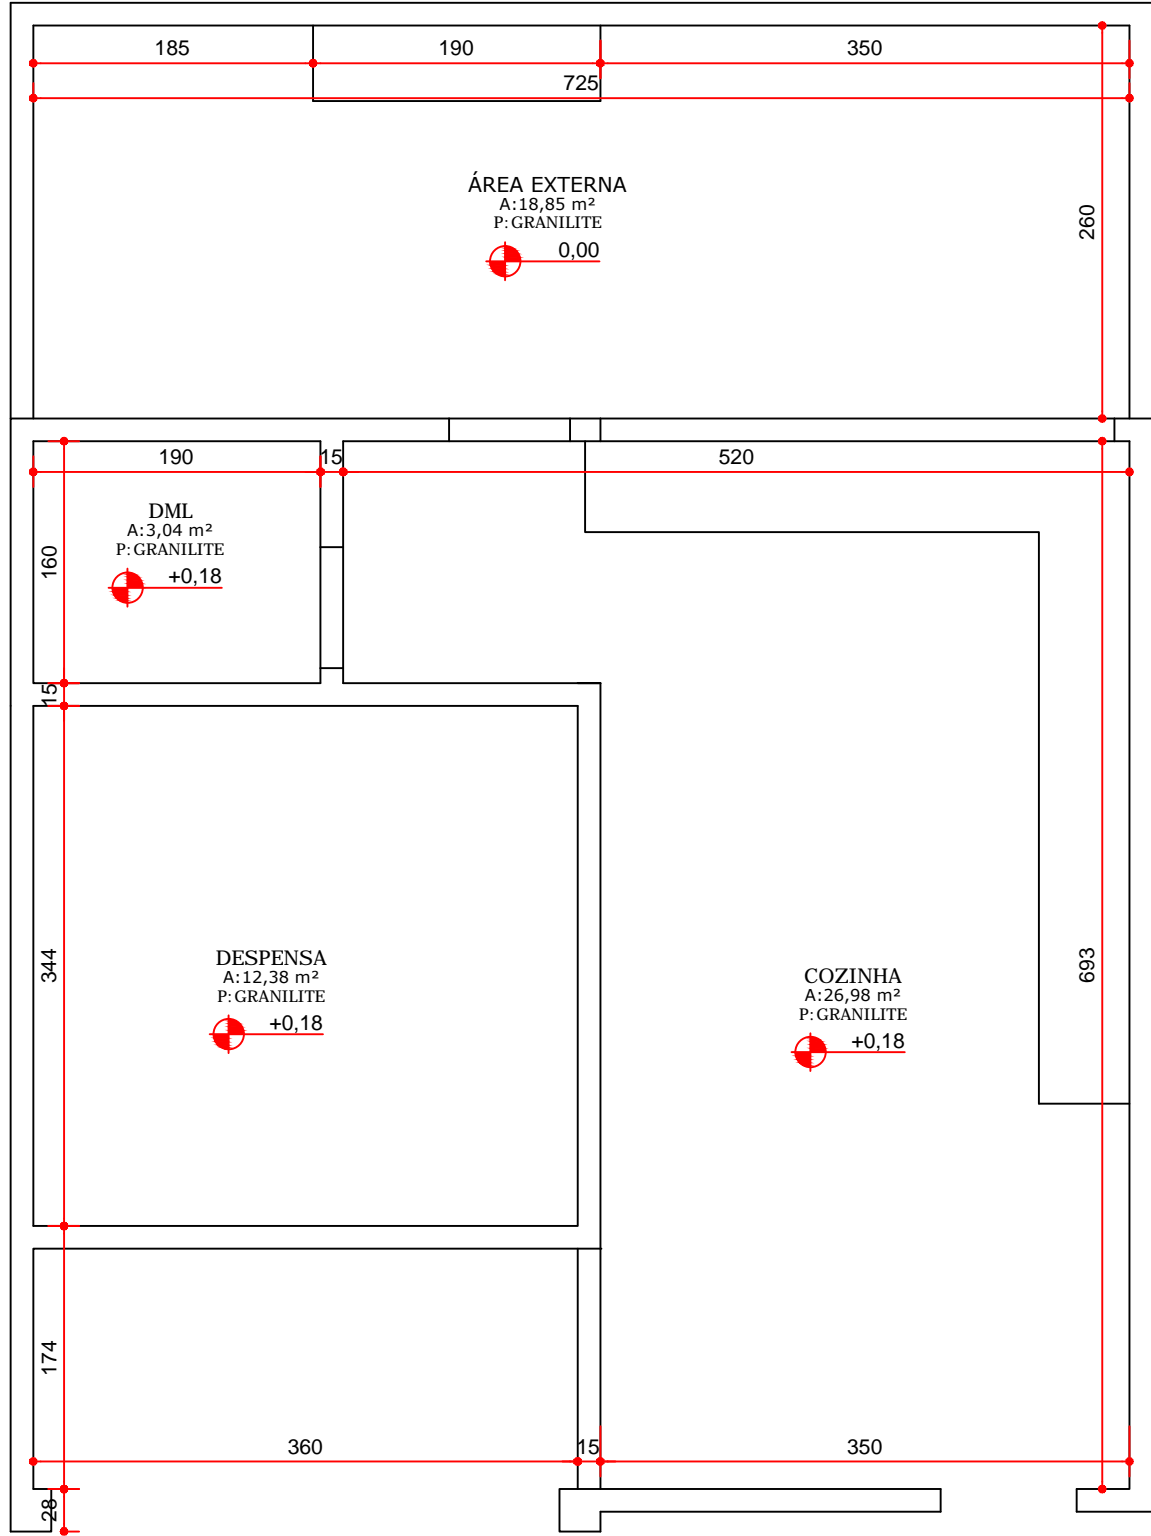 185
190
350
725
ÁREA EXTERNA
A:18,85 m²
P:GRANILITE
0,00
260
190
15
520
DML
A:3,04 m²
P:GRANILITE
+0,18
160
15
344
DESPENSA
A:12,38 m²
P:GRANILITE
+0,18
COZINHA
A:26,98 m²
P:GRANILITE
+0,18
693
174
360
15
350
28